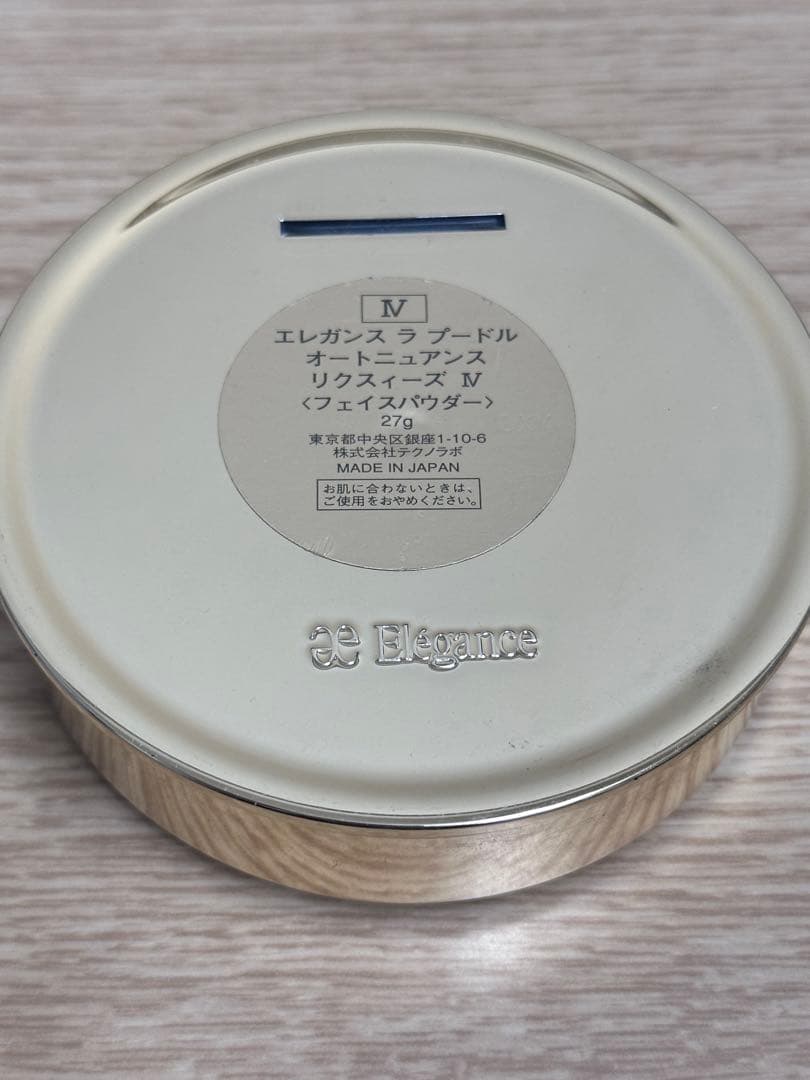 Ⅳ
エレガンス ラ プードル
オートニュアンス
リクスィーズ Ⅳ
〈フェイスパウダー〉
27g
東京都中央区銀座1-10-6
株式会社テクノラボ
MADE IN JAPAN
お肌に合わないときは、
ご使用をおやめください。
æ Elégance